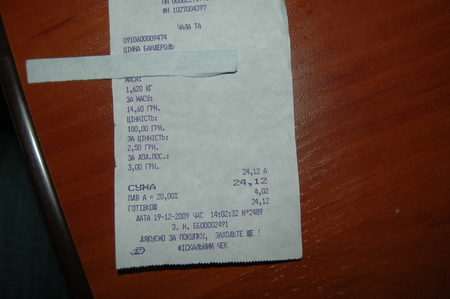 ФН 1027004397
ЧАПА ТА
0910600009474
ЦІННА БАНДЕРОЛЬ
МАСА:
1,620 КГ
ЗА МАСУ:
14,60 ГРН.
ЦІННІСТЬ:
100,00 ГРН.
ЗА ЦІННІСТЬ:
2,50 ГРН.
ЗА ДОД.ПОС.:
3,00 ГРН.
24,12 А
СУМА 24,12
ПДВ А = 20,00% 4,02
ГОТІВКОЮ 24,12
ДАТА 19-12-2009 ЧАС 14:02:32 №2489
З. Н. ББ00002491
ДЯКУЄМО ЗА ПОКУПКУ, ЗАХОДЬТЕ ЩЕ !
ФІСКАЛЬНИЙ ЧЕК